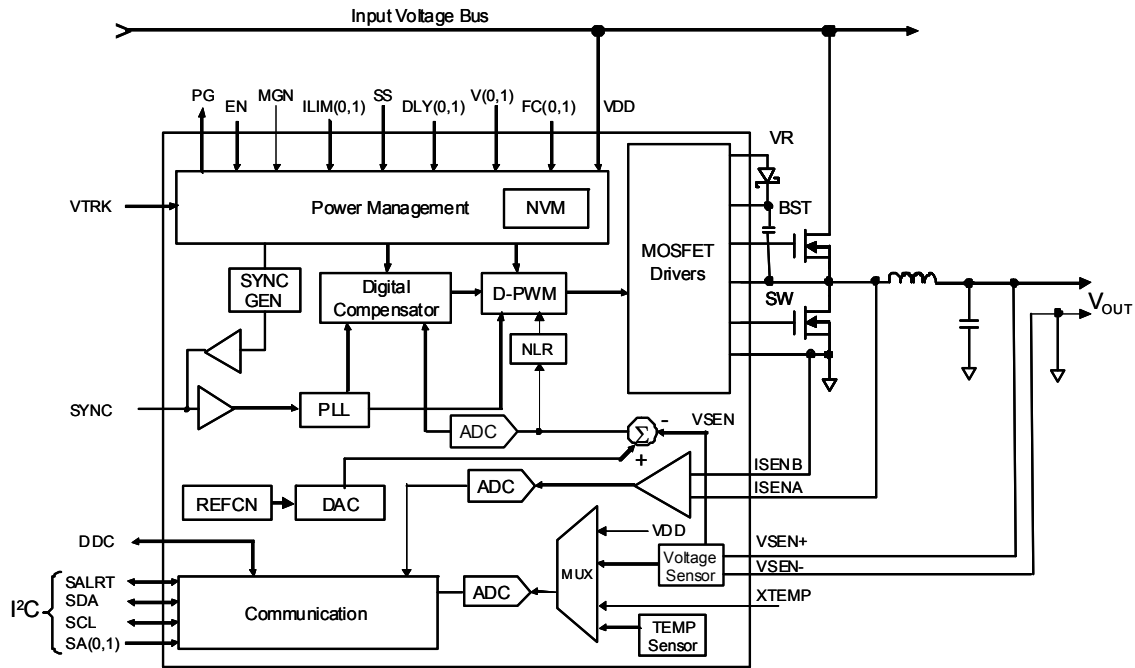 Input Voltage Bus
PG
EN
MGN
ILIM(0,1)
SS
DLY(0,1)
V(0,1)
FC(0,1)
VDD
VR
VTRK
Power Management
NVM
BST
MOSFET
Drivers
SYNC
GEN
Digital
Compensator
D-PWM
SW
VOUT
NLR
SYNC
PLL
ADC
VSEN
-
Σ
+
ISENB
ISENA
ADC
REFCN
DAC
VDD
DDC
VSEN+
Voltage
Sensor
VSEN-
MUX
I²C
SALRT
SDA
SCL
SA(0,1)
Communication
ADC
XTEMP
TEMP
Sensor